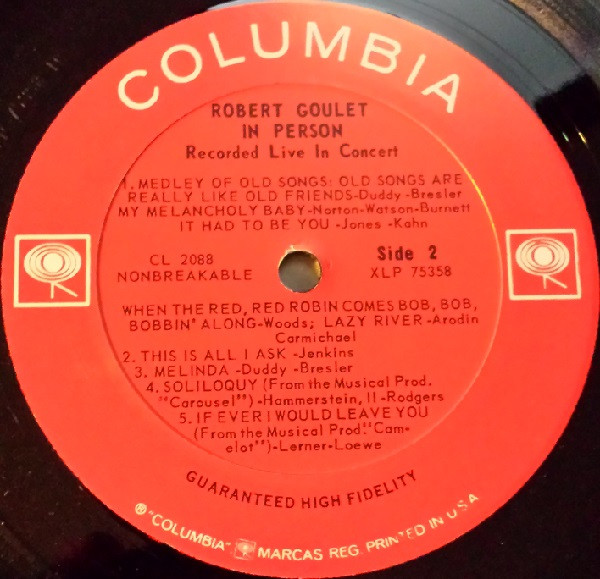 COLUMBIA
ROBERT GOULET
IN PERSON
Recorded Live In Concert
1. MEDLEY OF OLD SONGS: OLD SONGS ARE
REALLY LIKE OLD FRIENDS-Duddy-Bresler
MY MELANCHOLY BABY-Norton-Watson-Burnett
IT HAD TO BE YOU -Jones -Kahn
CL 2088
NONBREAKABLE
Side 2
XLP 75358
WHEN THE RED, RED ROBIN COMES BOB, BOB,
BOBBIN' ALONG-Woods; LAZY RIVER -Arodin
Carmichael
2. THIS IS ALL I ASK -Jenkins
3. MELINDA -Duddy -Bresler
4. SOLILOQUY (From the Musical Prod.
"Carousel")-Hammerstein, II -Rodgers
5. IF EVER I WOULD LEAVE YOU
(From the Musical Prod."Cam-
elot")-Lerner-Loewe
GUARANTEED HIGH FIDELITY
® "COLUMBIA" MARCAS REG. PRINTED IN U S A